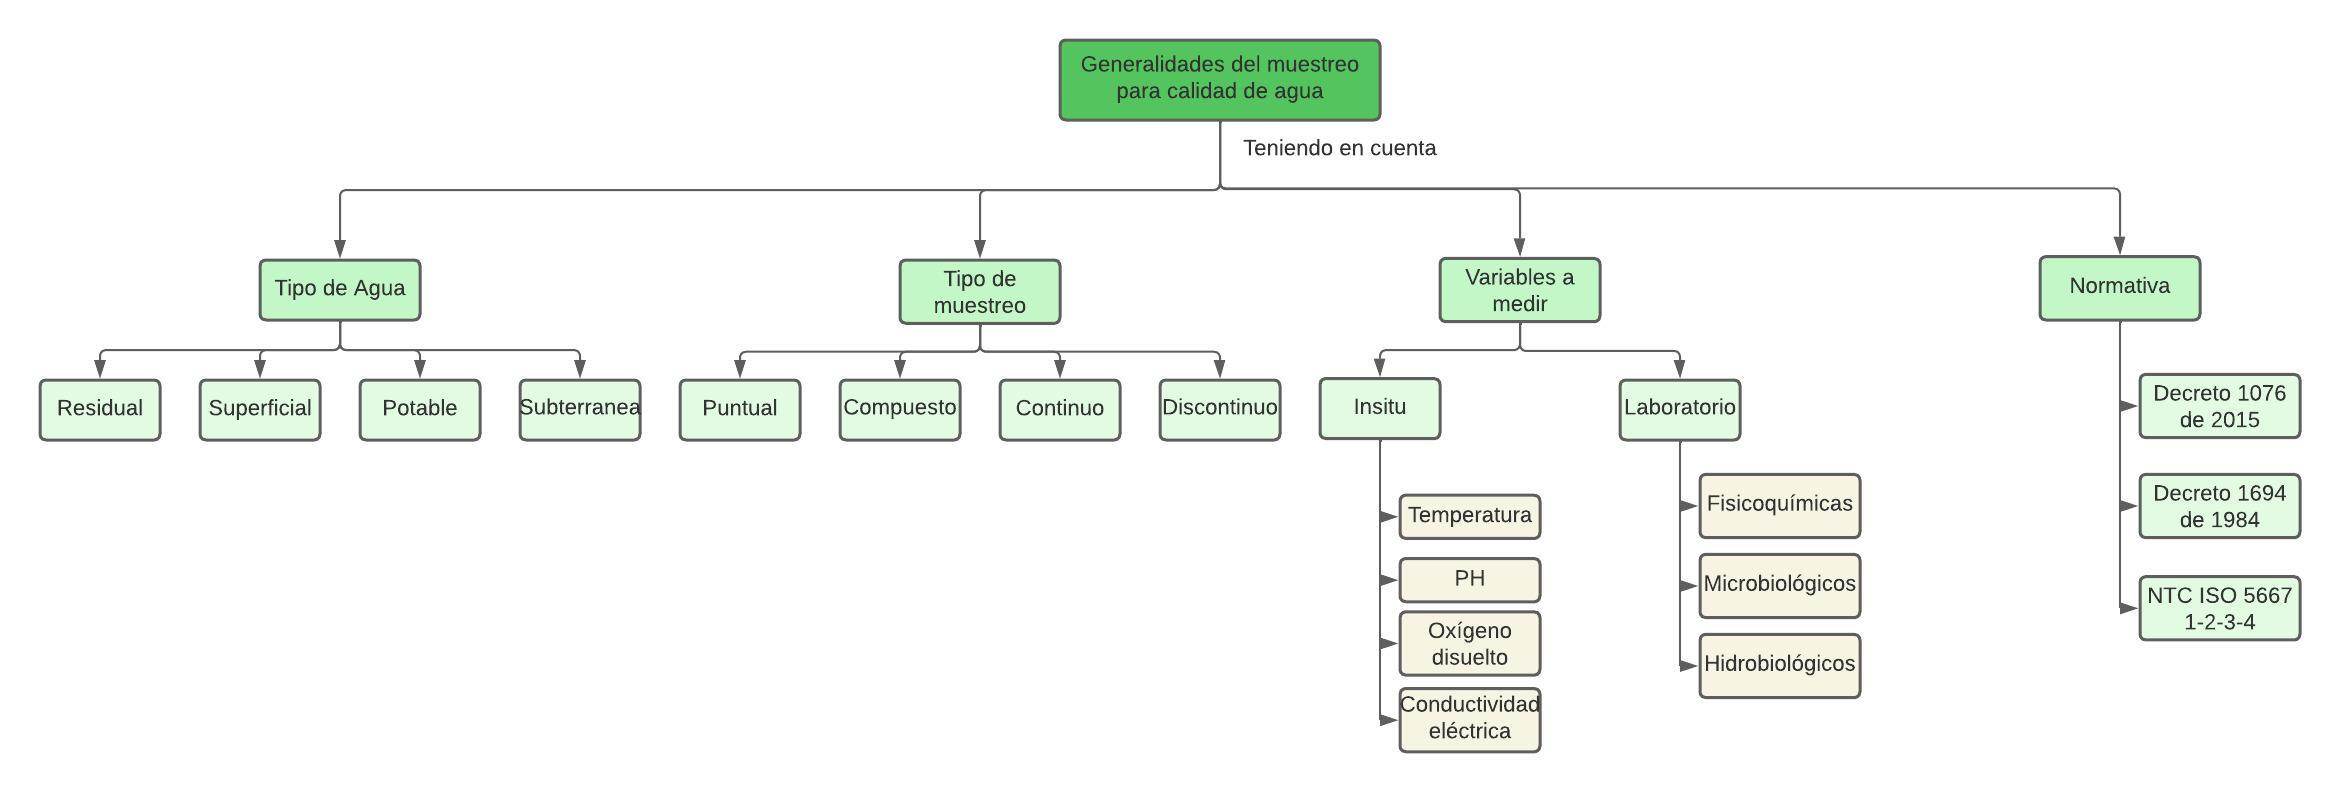 Generalidades del muestreo
para calidad de agua
Teniendo en cuenta
Tipo de Agua
Tipo de
muestreo
Variables a
medir
Normativa
Residual
Superficial
Potable
Subterranea
Puntual
Compuesto
Continuo
Discontinuo
Insitu
Laboratorio
Temperatura
PH
Oxígeno
disuelto
Conductividad
eléctrica
Fisicoquímicas
Microbiológicos
Hidrobiológicos
Decreto 1076
de 2015
Decreto 1694
de 1984
NTC ISO 5667
1-2-3-4